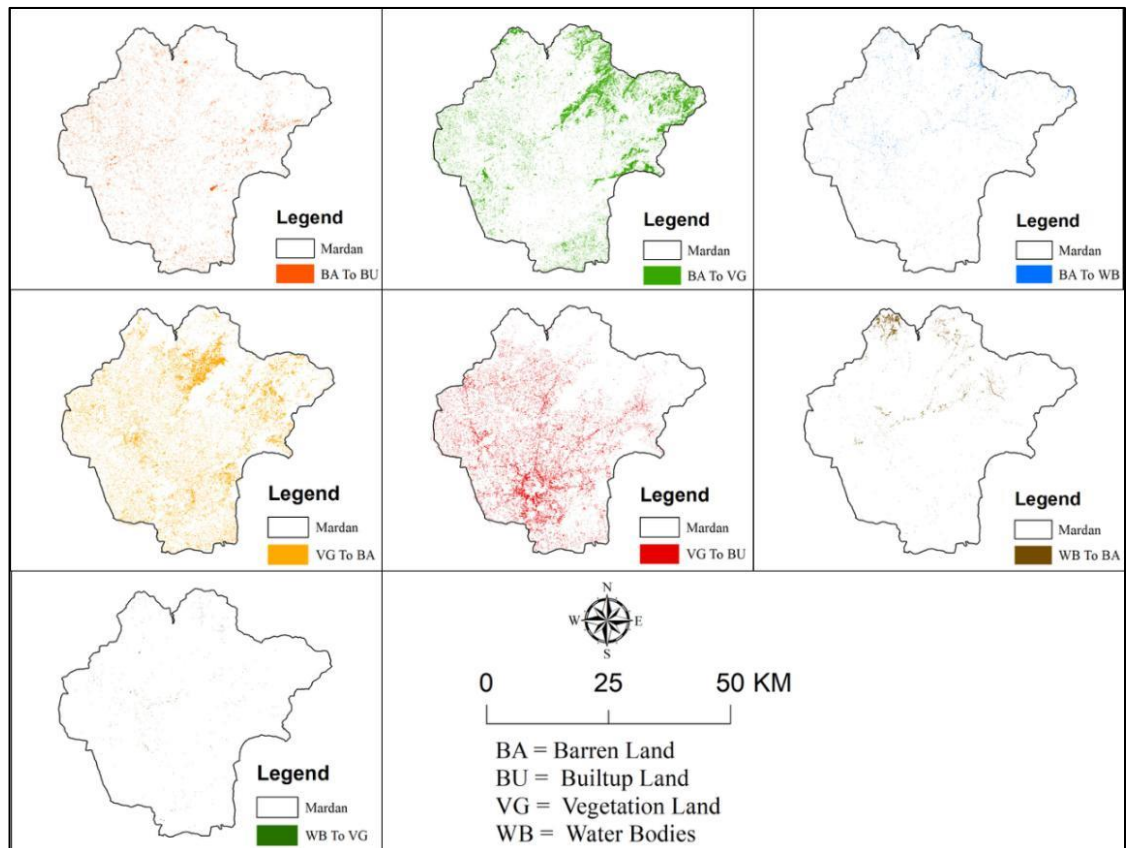 Legend
Mardan
BA To BU
Legend
Mardan
BA To VG
Legend
Mardan
BA To WB
Legend
Mardan
VG To BA
Legend
Mardan
VG To BU
Legend
Mardan
WB To BA
Legend
Mardan
WB To VG
N
W E
S
0 25 50 KM
BA = Barren Land
BU = Builtup Land
VG = Vegetation Land
WB = Water Bodies